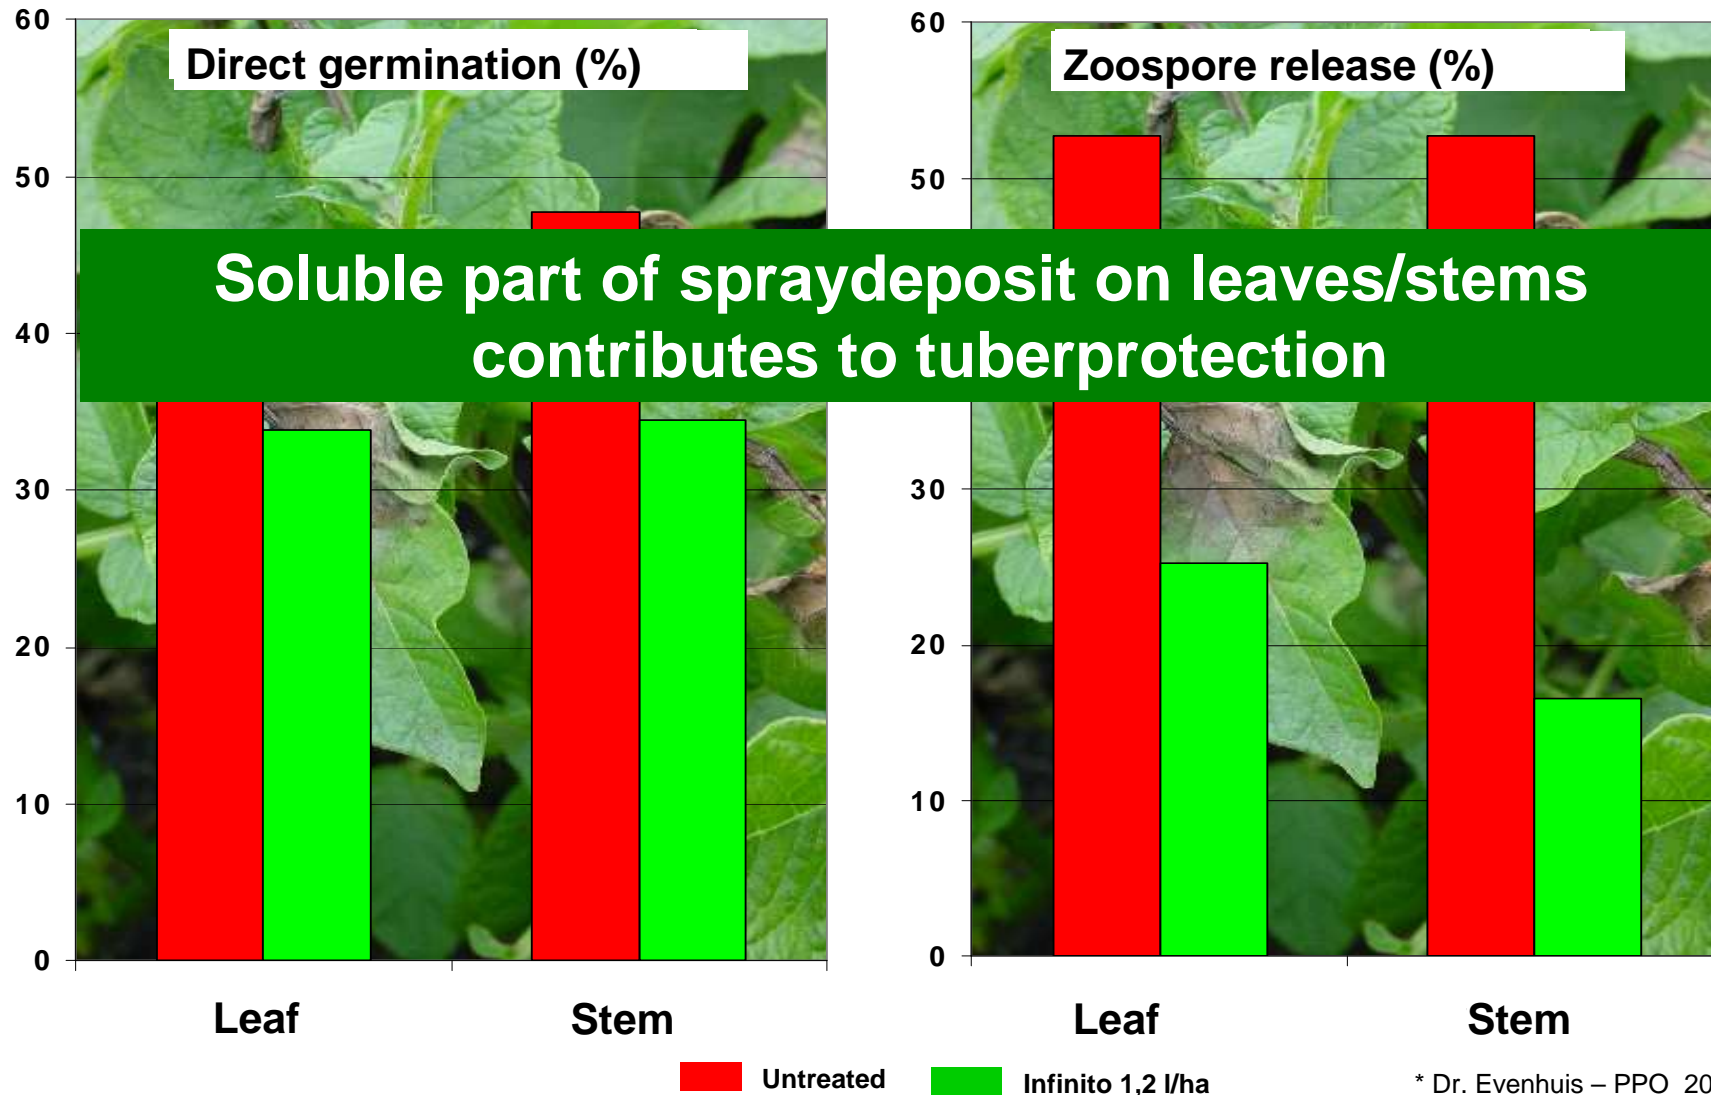 Direct germination (%)
Zoospore release (%)
60
50
40
30
20
10
0
60
50
30
20
10
0
Soluble part of spraydeposit on leaves/stems
contributes to tuberprotection
Leaf
Stem
Leaf
Stem
Untreated
Infinito 1,2 l/ha
* Dr. Evenhuis – PPO 20